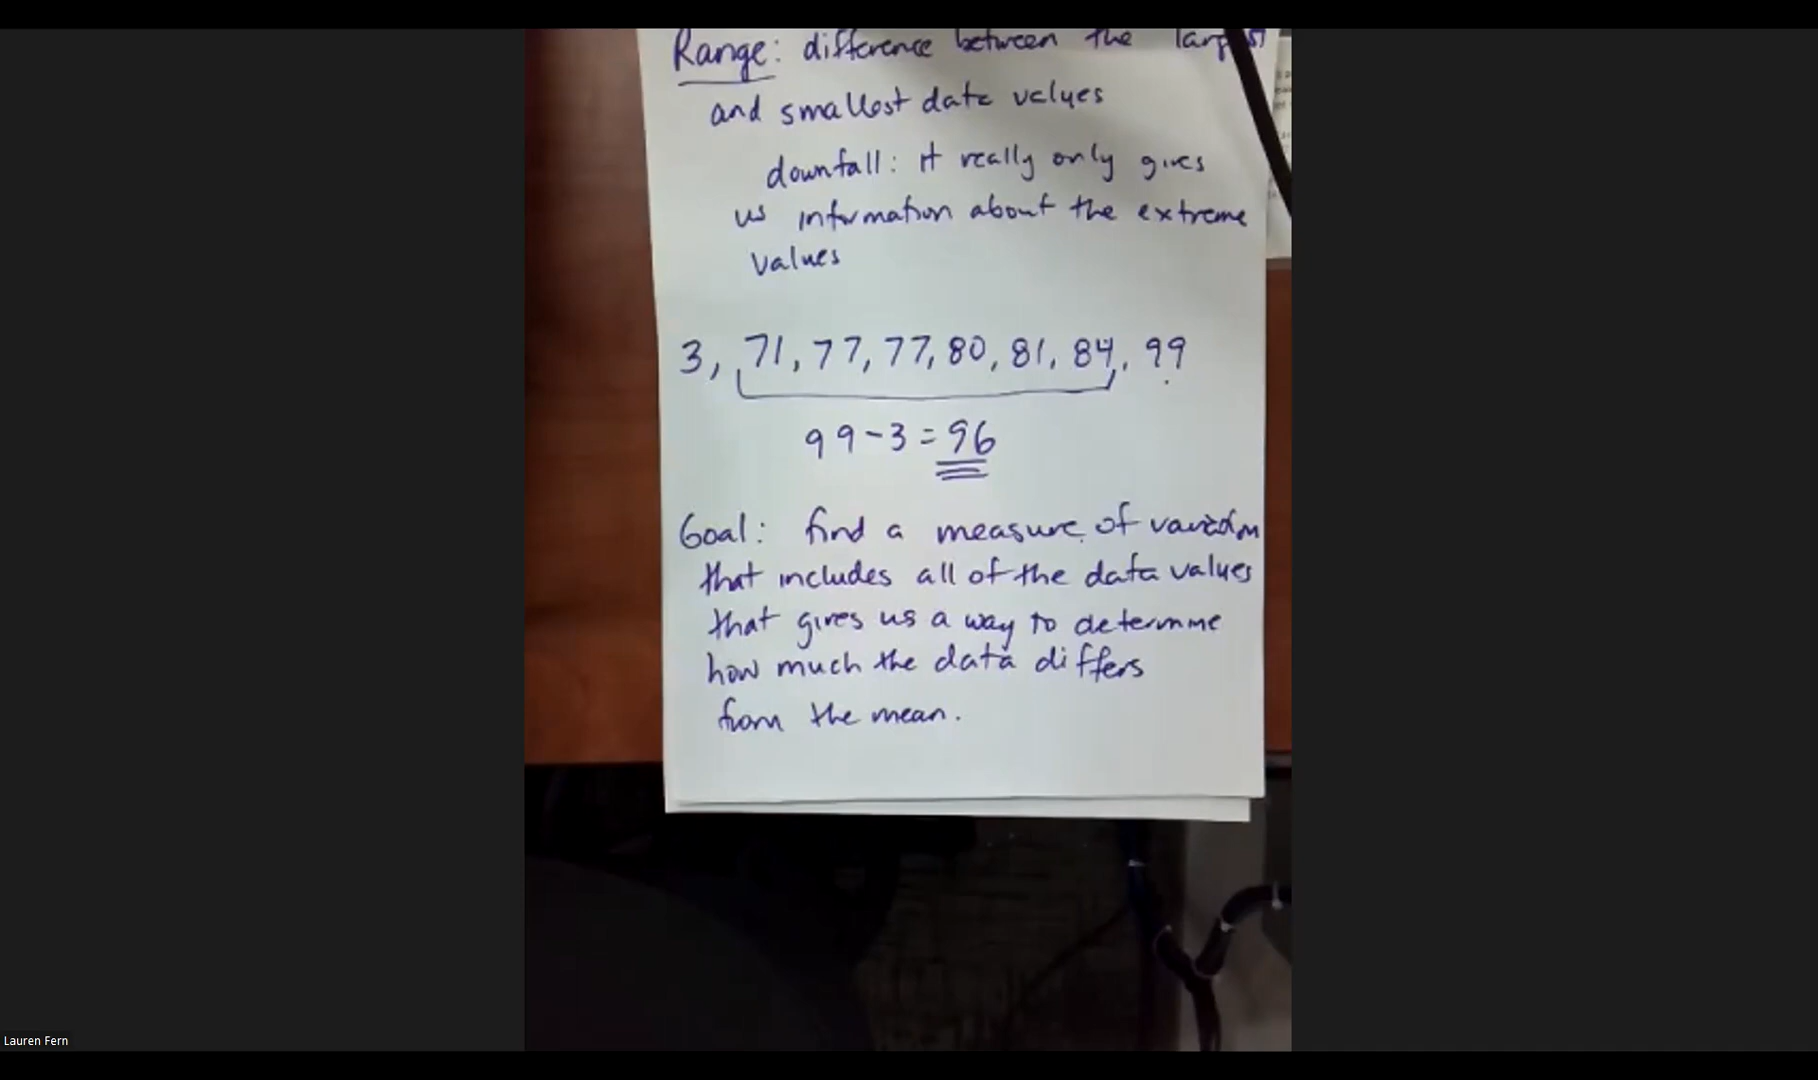 Range: difference between the largest
and smallest data values
downfall: it really only gives
us information about the extreme
values
3, 71, 77, 77, 80, 81, 84, 99
99-3=96
Goal: find a measure of variation
that includes all of the data values
that gives us a way to determine
how much the data differs
from the mean.
Lauren Fern